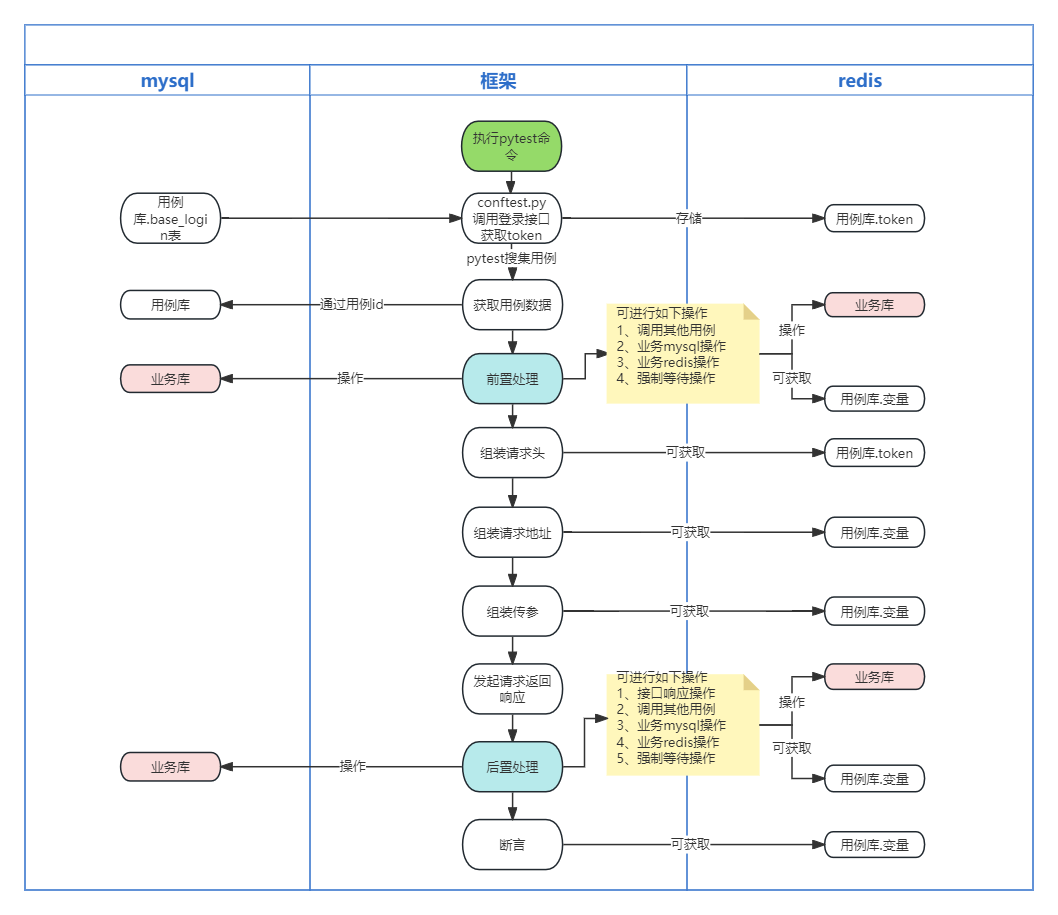 mysql
框架
redis
执行pytest命
令
用例
库.base_logi
n表
conftest.py
调用登录接口
获取token
存储
用例库.token
pytest搜集用例
用例库
通过用例id
获取用例数据
可进行如下操作
1、调用其他用例
2、业务mysql操作
3、业务redis操作
4、强制等待操作
业务库
操作
可获取
用例库.变量
业务库
操作
前置处理
组装请求头
可获取
用例库.token
组装请求地址
可获取
用例库.变量
组装传参
可获取
用例库.变量
发起请求返回
响应
可进行如下操作
1、接口响应操作
2、调用其他用例
3、业务mysql操作
4、业务redis操作
5、强制等待操作
业务库
操作
可获取
用例库.变量
业务库
操作
后置处理
断言
可获取
用例库.变量